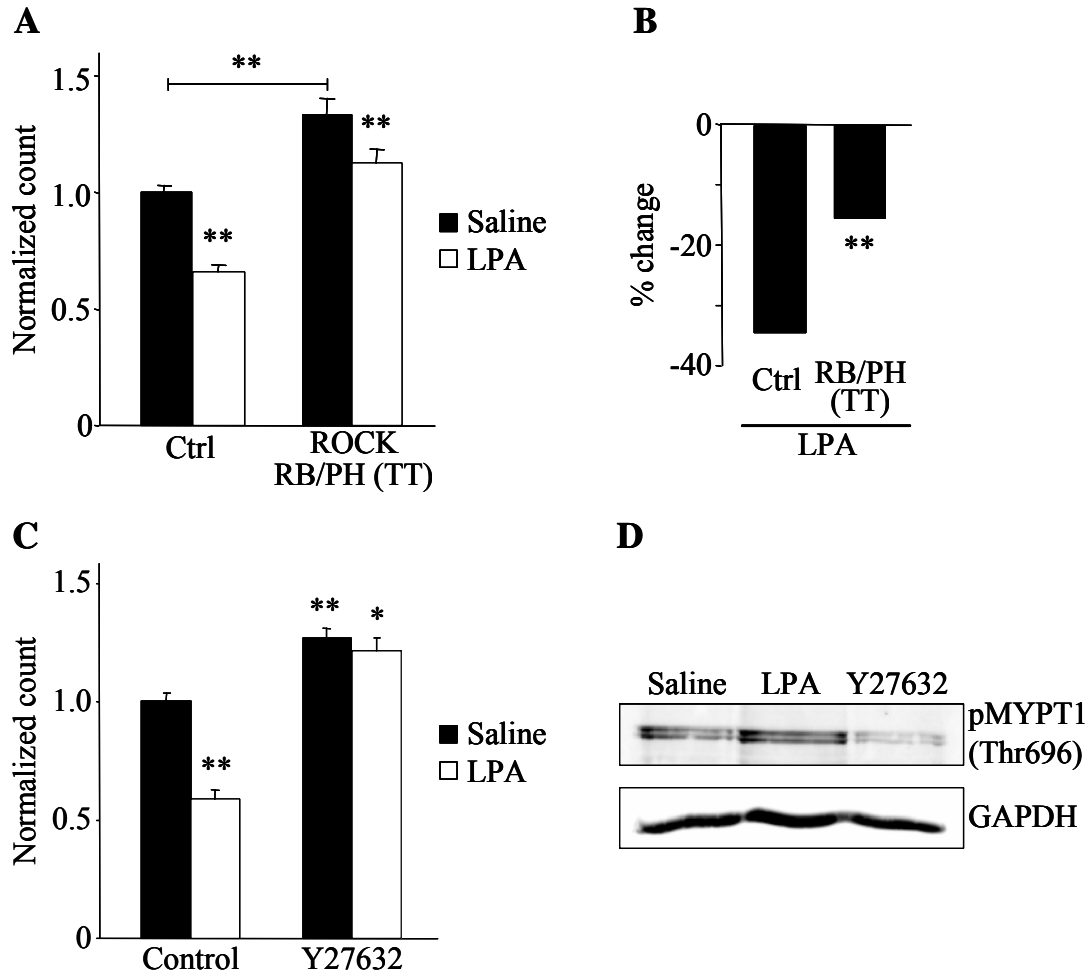 A
1.5
1.0
0.5
0
Normalized count
**
**
**
Ctrl
ROCK
RB/PH (TT)
Saline
LPA
B
0
-20
-40
% change
**
Ctrl
RB/PH
(TT)
LPA
C
1.5
1.0
0.5
0
Normalized count
**
**
*
Control
Y27632
Saline
LPA
D
Saline LPA Y27632
pMYPT1
(Thr696)
GAPDH